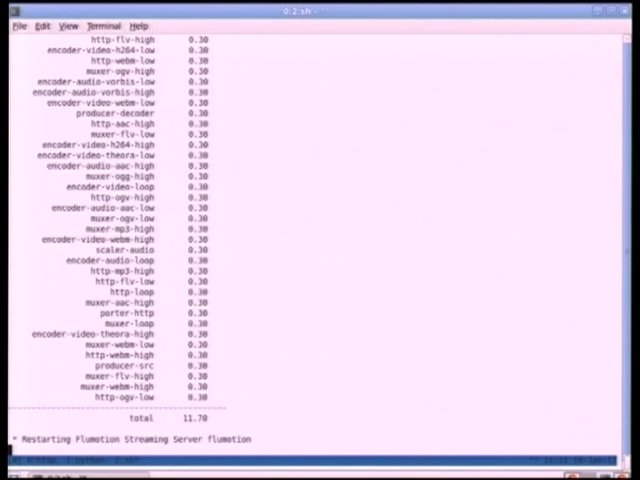 0:2:sh - "
File Edit View Terminal Help
http-flv-high 0.30
encoder-video-h264-low 0.30
http-webm-low 0.30
muxer-ogv-high 0.30
encoder-audio-vorbis-low 0.30
encoder-audio-vorbis-high 0.30
encoder-video-webm-low 0.30
producer-decoder 0.30
http-aac-high 0.30
muxer-flv-low 0.30
encoder-video-h264-high 0.30
encoder-video-theora-low 0.30
encoder-audio-aac-high 0.30
muxer-ogg-high 0.30
encoder-video-loop 0.30
http-ogv-high 0.30
encoder-audio-aac-low 0.30
muxer-ogv-low 0.30
muxer-mp3-high 0.30
encoder-video-webm-high 0.30
scaler-audio 0.30
encoder-audio-loop 0.30
http-mp3-high 0.30
http-flv-low 0.30
http-loop 0.30
muxer-aac-high 0.30
porter-http 0.30
muxer-loop 0.30
encoder-video-theora-high 0.30
muxer-webm-low 0.30
http-webm-high 0.30
producer-src 0.30
muxer-flv-high 0.30
muxer-webm-high 0.30
http-ogv-low 0.30
total 11.70
* Restarting Flumotion Streaming Server flumotion